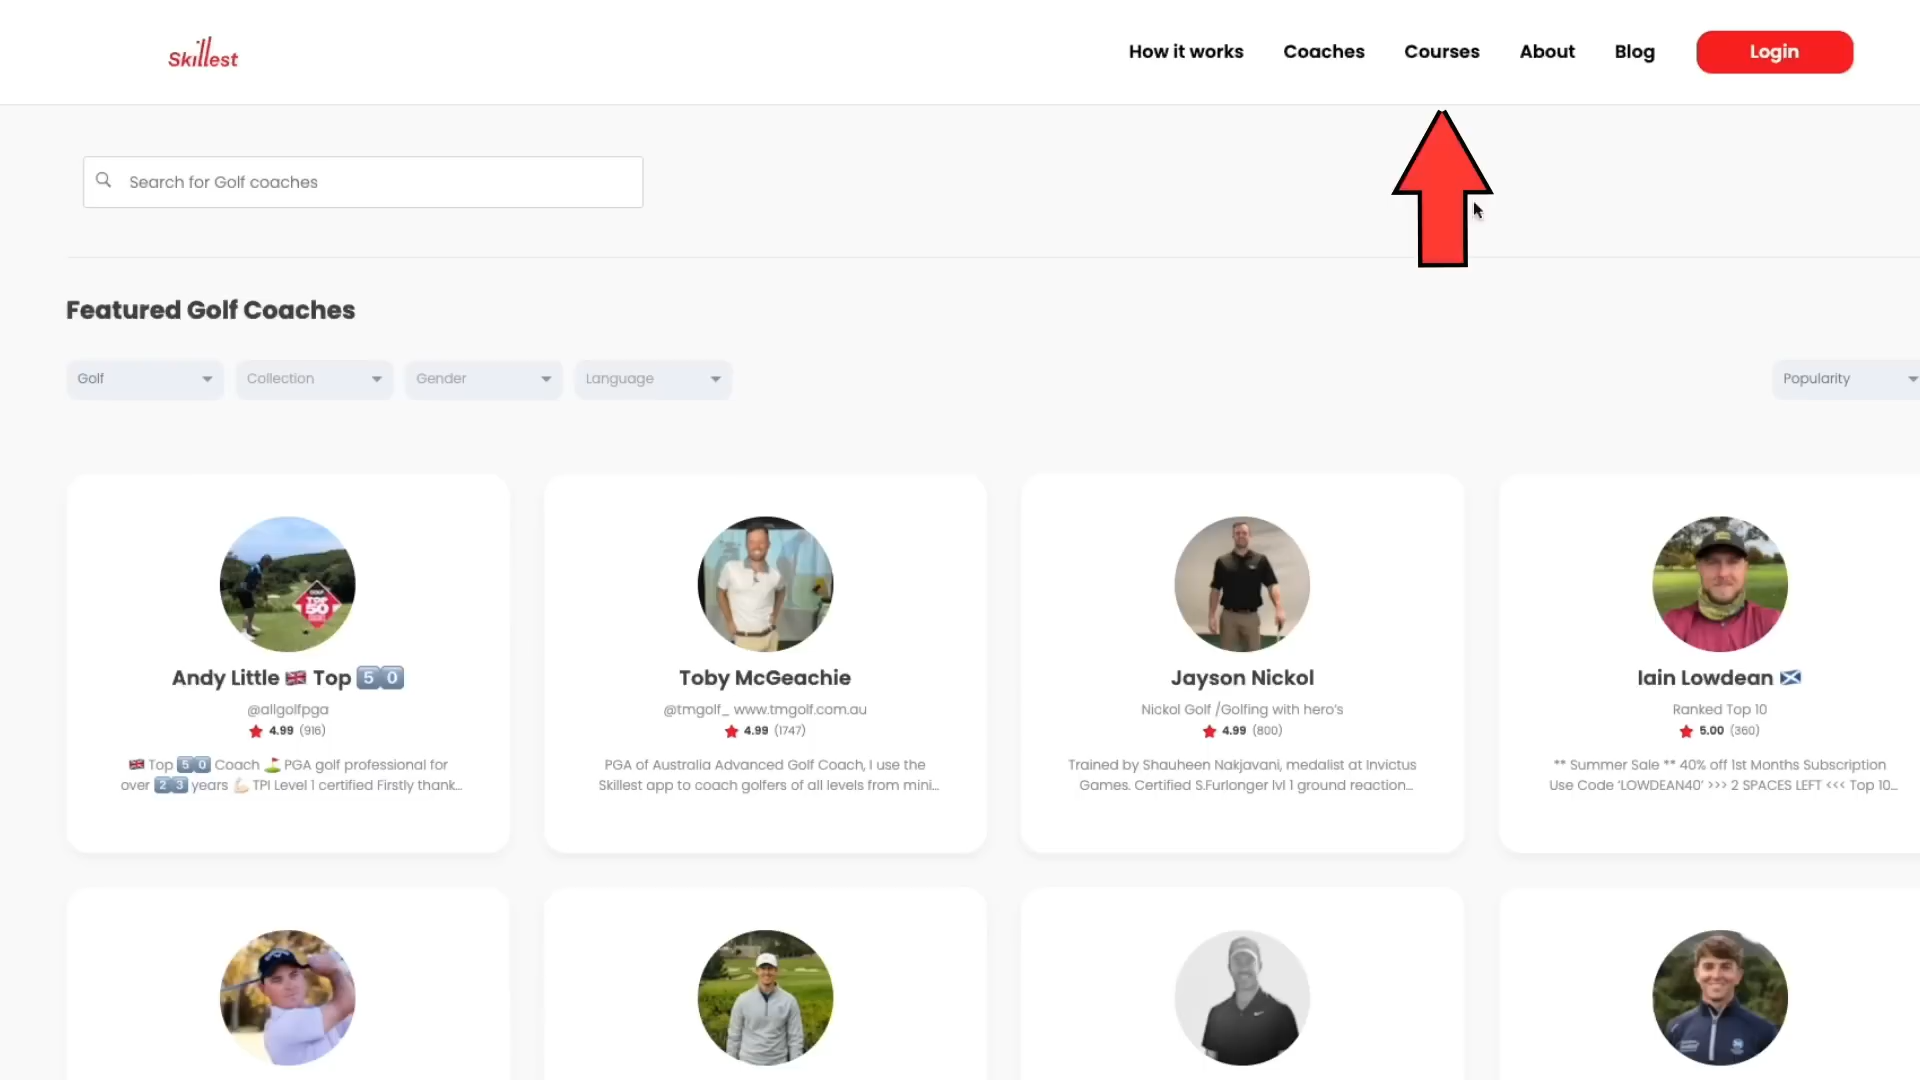 Skillest
How it works Coaches Courses About Blog Login
Search for Golf coaches
Featured Golf Coaches
Golf Collection Gender Language Popularity
Andy Little 🇬🇧 Top 5️⃣0️⃣
@allgolfpga
4.99 (916)
🇬🇧 Top 5️⃣0️⃣ Coach ⛳ PGA golf professional for
over 2️⃣3️⃣ years 💪🏻 TPI Level 1 certified Firstly thank...
Toby McGeachie
@tmgolf_ www.tmgolf.com.au
4.99 (1747)
PGA of Australia Advanced Golf Coach, I use the
Skillest app to coach golfers of all levels from mini...
Jayson Nickol
Nickol Golf /Golfing with hero's
4.99 (800)
Trained by Shauheen Nakjavani, medalist at Invictus
Games. Certified S.Furlonger lvl 1 ground reaction...
Iain Lowdean 🏴󠁧󠁢󠁳󠁣󠁴󠁿
Ranked Top 10
5.00 (360)
** Summer Sale ** 40% off 1st Months Subscription
Use Code 'LOWDEAN40' >>> 2 SPACES LEFT <<< Top 10...
TOP
50